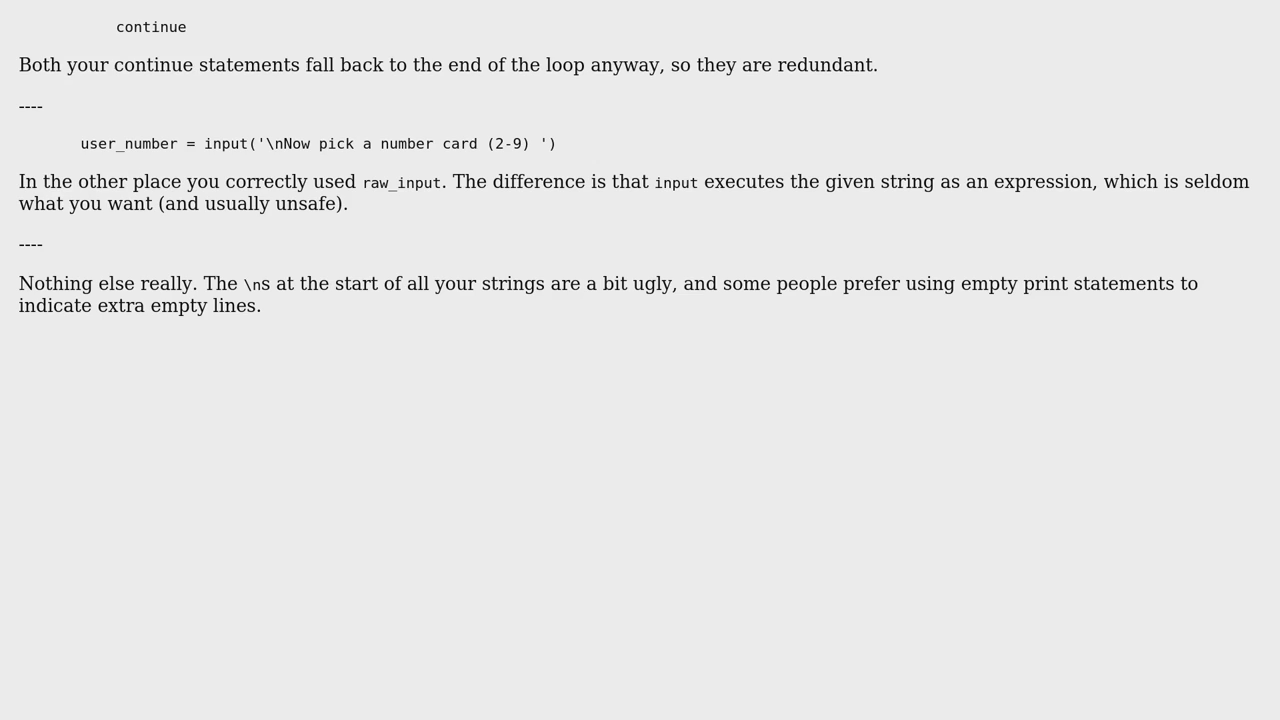 continue
Both your continue statements fall back to the end of the loop anyway, so they are redundant.
----
user_number = input('\nNow pick a number card (2-9) ')
In the other place you correctly used raw_input. The difference is that input executes the given string as an expression, which is seldom
what you want (and usually unsafe).
----
Nothing else really. The \ns at the start of all your strings are a bit ugly, and some people prefer using empty print statements to
indicate extra empty lines.